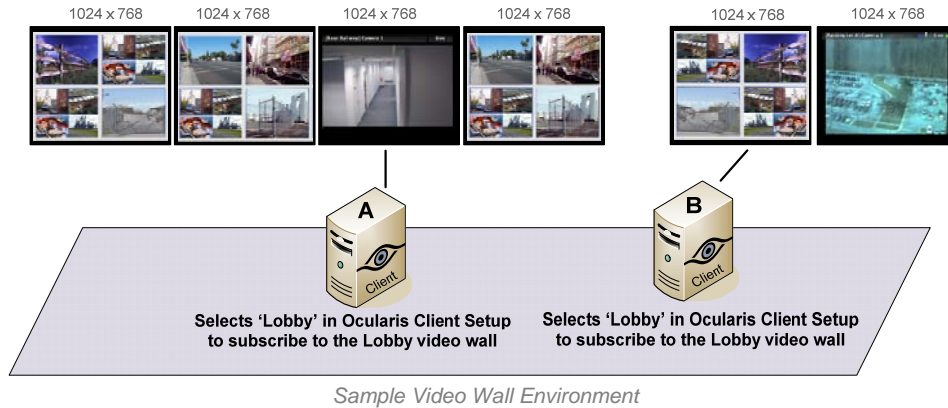 1024 x 768
1024 x 768
1024 x 768
1024 x 768
1024 x 768
1024 x 768
A
B
Client
Client
Selects ‘Lobby’ in Ocularis Client Setup
to subscribe to the Lobby video wall
Selects ‘Lobby’ in Ocularis Client Setup
to subscribe to the Lobby video wall
Sample Video Wall Environment